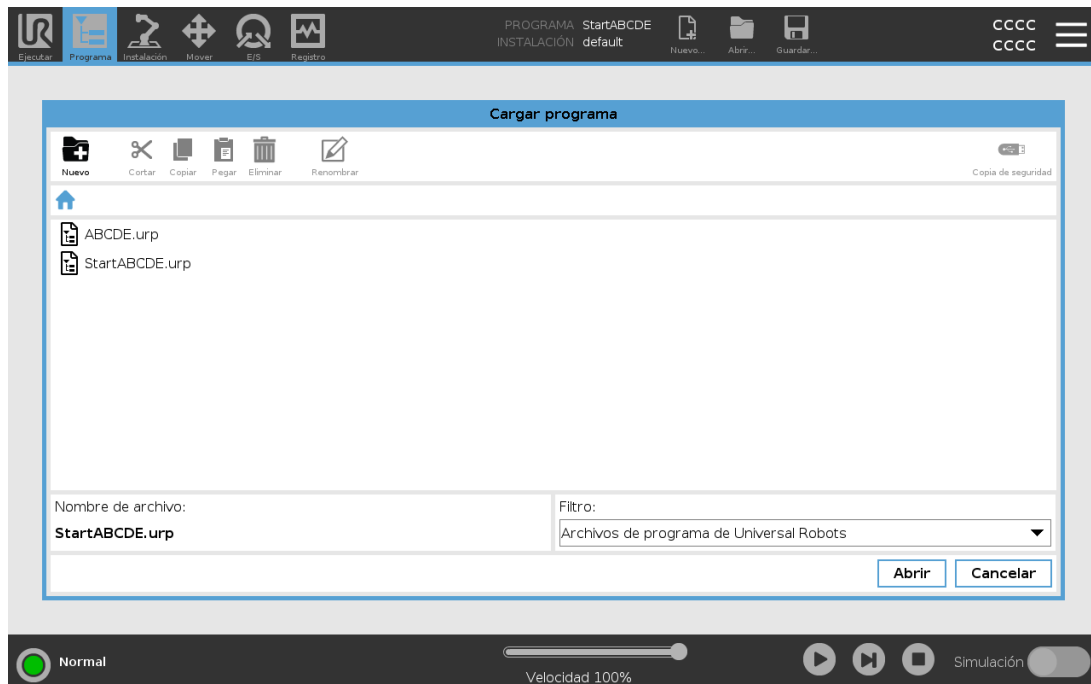 UR
Ejecutar Programa Instalación Mover E/S Registro
PROGRAMA StartABCDE
INSTALACIÓN default
Nuevo... Abrir... Guardar...
CCCC
CCCC
Cargar programa
Nuevo Cortar Copiar Pegar Eliminar Renombrar Copia de seguridad
ABCDE.urp
StartABCDE.urp
Nombre de archivo:
StartABCDE.urp
Filtro:
Archivos de programa de Universal Robots
Abrir Cancelar
Normal
Velocidad 100%
Simulación